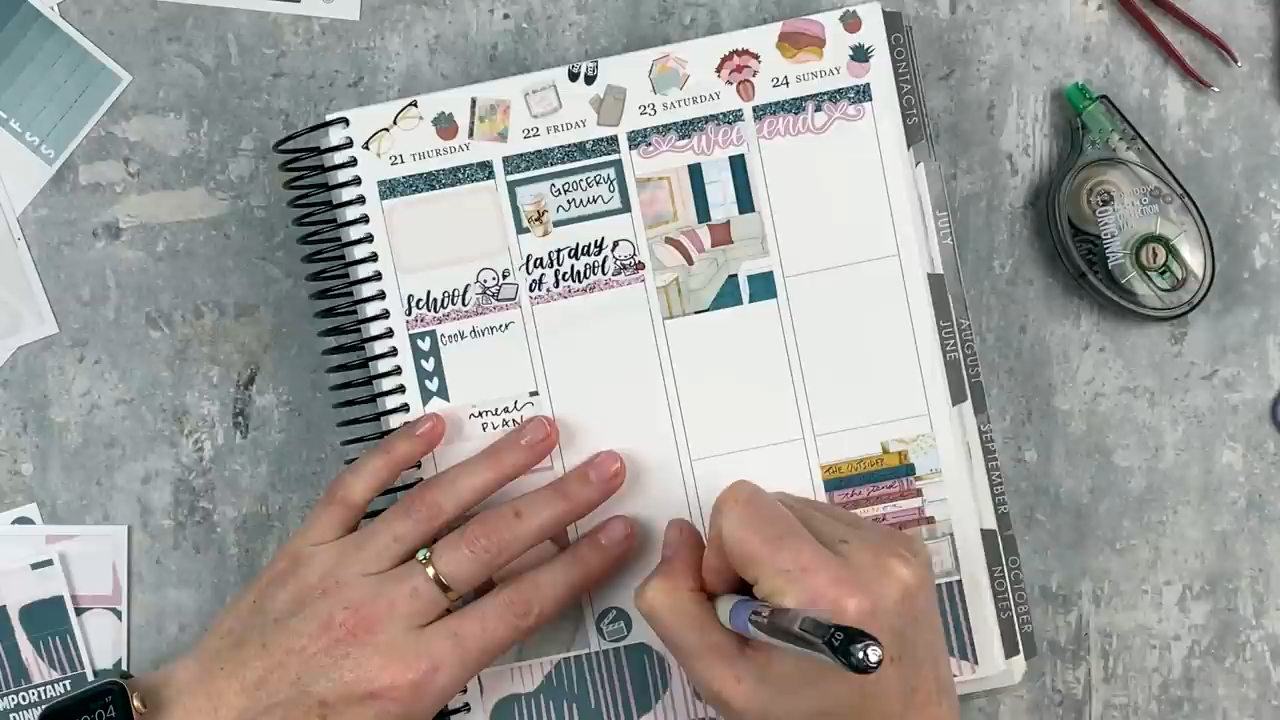 21 THURSDAY
22 FRIDAY
23 SATURDAY
24 SUNDAY
weekend
GROCERY
run
school
last day
of school
Cook dinner
meal
PLAN
THE OUTSIDER
CONTACTS
JULY
AUGUST
JUNE
SEPTEMBER
OCTOBER
NOTES
ORIGINAL
IMPORTANT
07
F S S